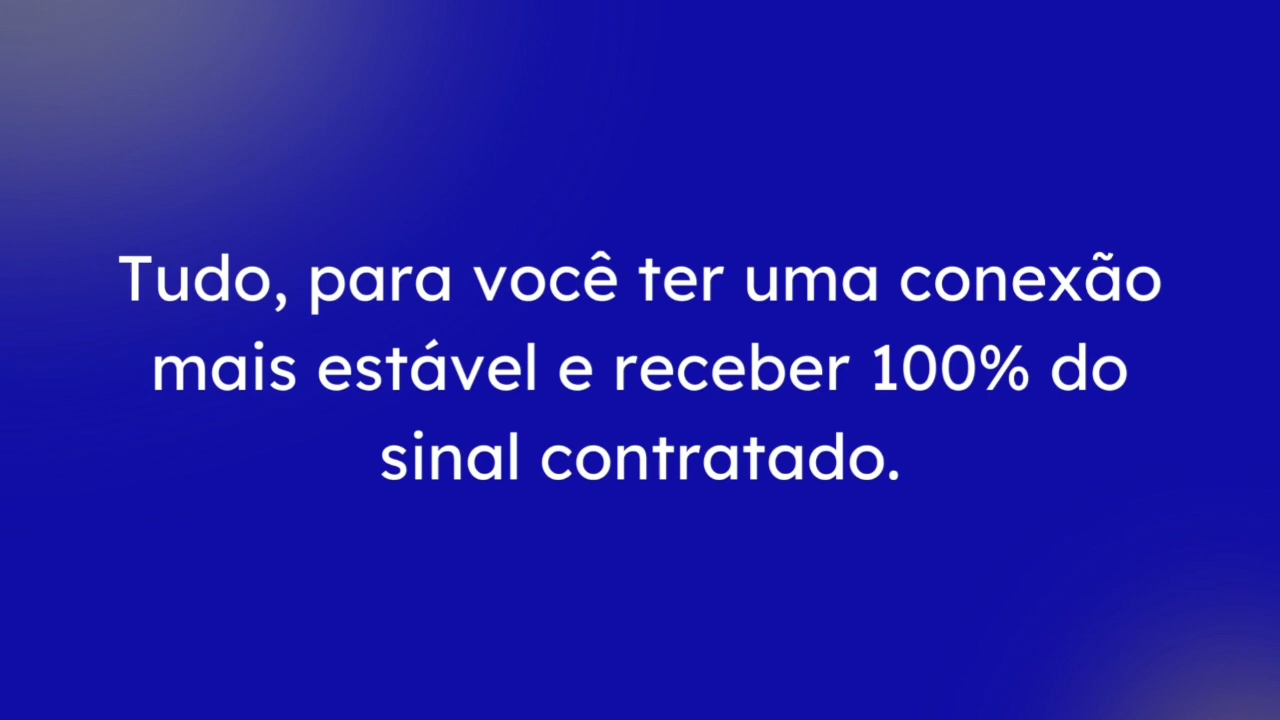 Tudo, para você ter uma conexão
mais estável e receber 100% do
sinal contratado.